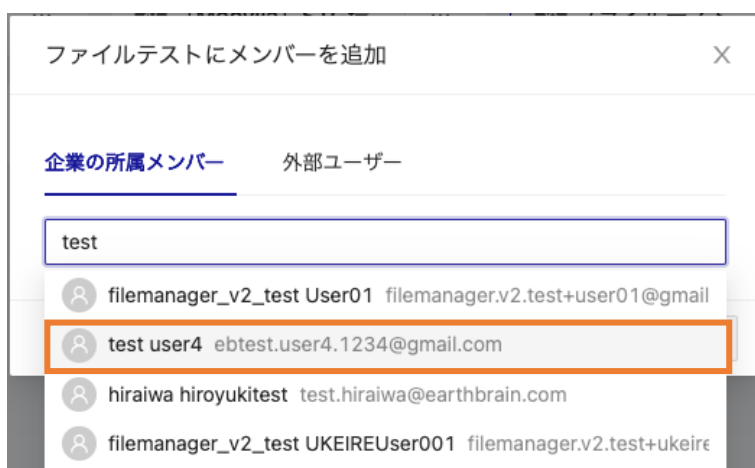 ファイルテストにメンバーを追加
企業の所属メンバー 外部ユーザー
test
filemanager_v2_test User01 filemanager.v2.test+user01@gmail
test user4 ebtest.user4.1234@gmail.com
hiraiwa hiroyukitest test.hiraiwa@earthbrain.com
filemanager_v2_test UKEIREUser001 filemanager.v2.test+ukeire